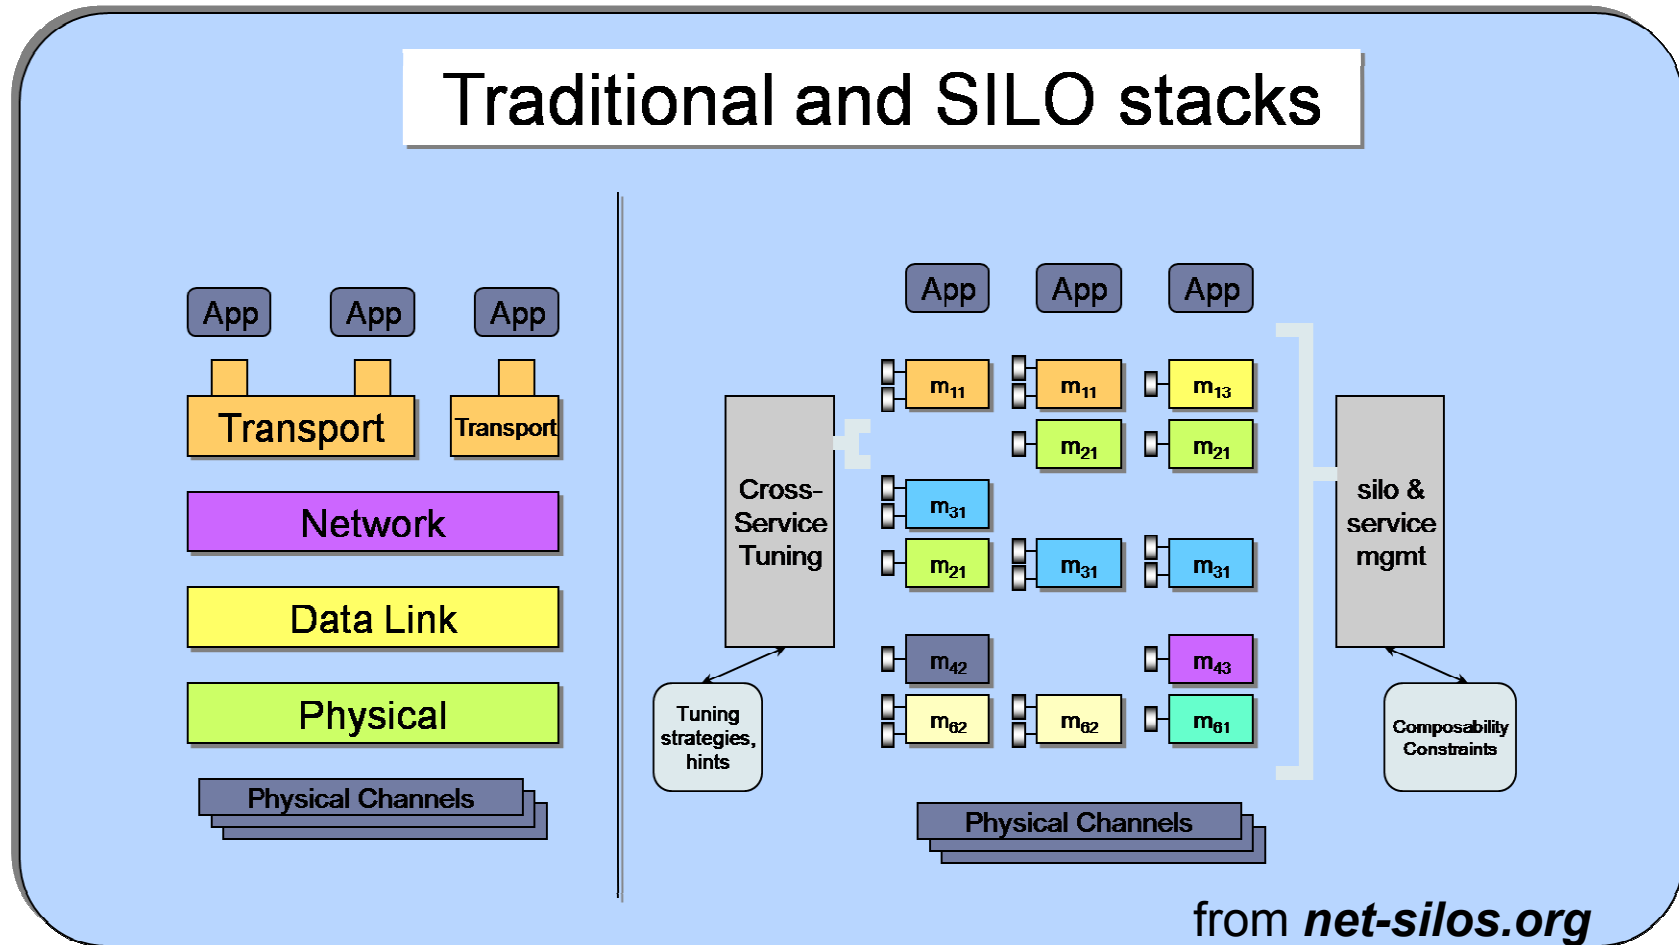 Traditional and SILO stacks
App App App
Transport Transport
Network
Data Link
Physical
Physical Channels
App App App
m11 m11 m13
m21 m21
m31
m21 m31 m31
m42 m43
m62 m62 m61
Cross-
Service
Tuning
Tuning
strategies,
hints
silo &
service
mgmt
Composability
Constraints
Physical Channels
from net-silos.org